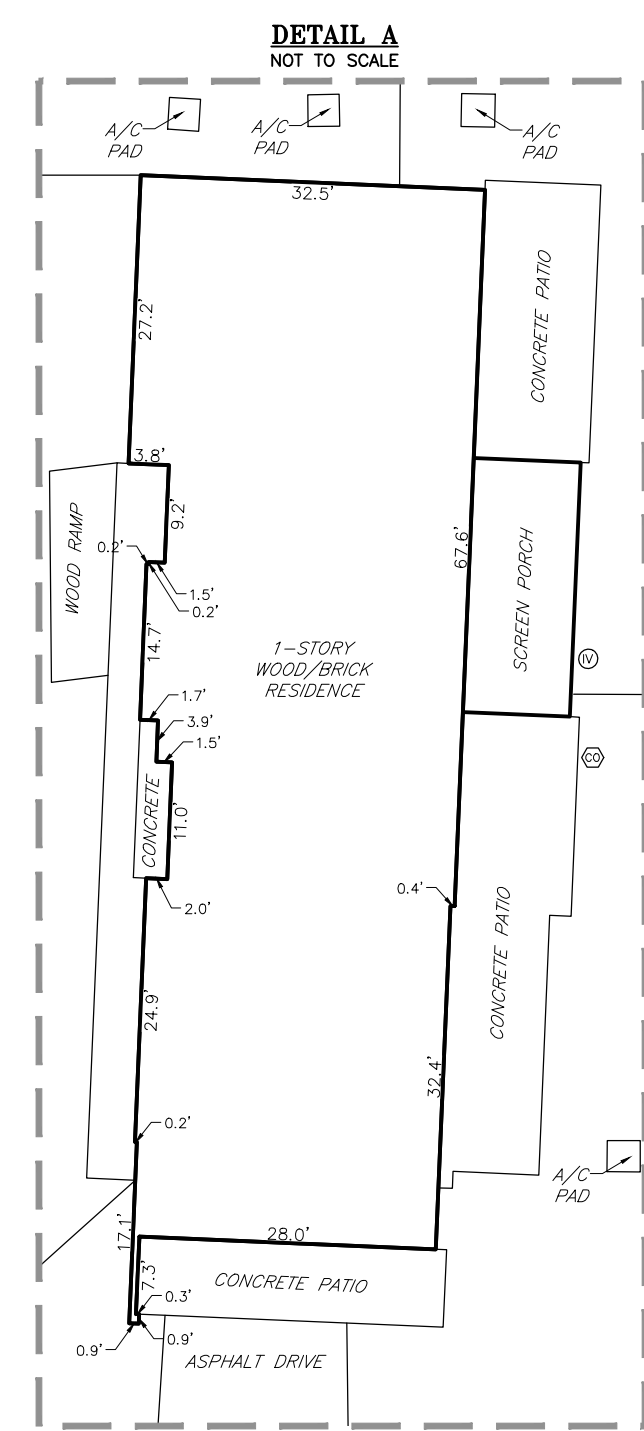 DETAIL A
NOT TO SCALE
A/C
PAD
A/C
PAD
A/C
PAD
32.5'
27.2'
CONCRETE PATIO
3.8'
9.2'
WOOD RAMP
0.2'
1.5'
0.2'
67.6'
SCREEN PORCH
14.7'
1-STORY
WOOD/BRICK
RESIDENCE
IV
1.7'
3.9'
1.5'
CO
CONCRETE
11.0'
0.4'
2.0'
CONCRETE PATIO
24.9'
32.4'
0.2'
A/C
PAD
17.1'
28.0'
7.3'
CONCRETE PATIO
0.3'
0.9'
0.9'
ASPHALT DRIVE